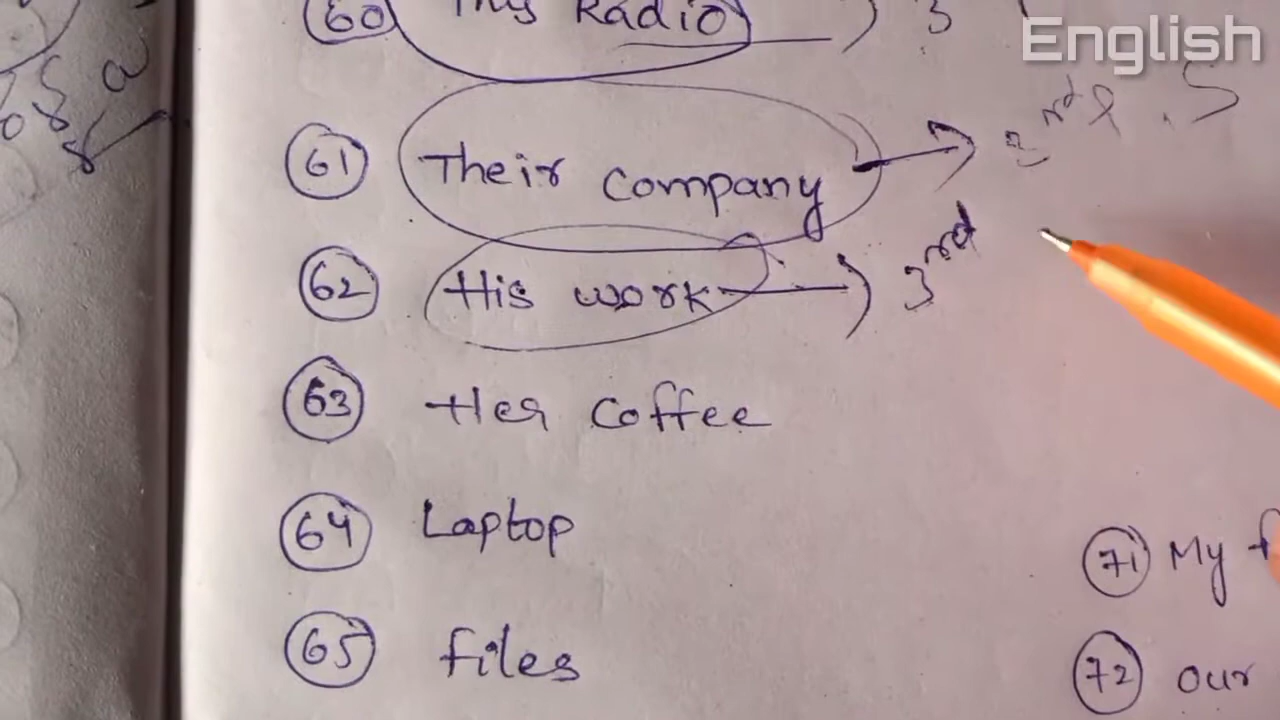 60 This Radio 3
English
61 Their Company 3rd P.S
62 His work 3rd
63 Her Coffee
64 Laptop
65 files
71 My f
72 our